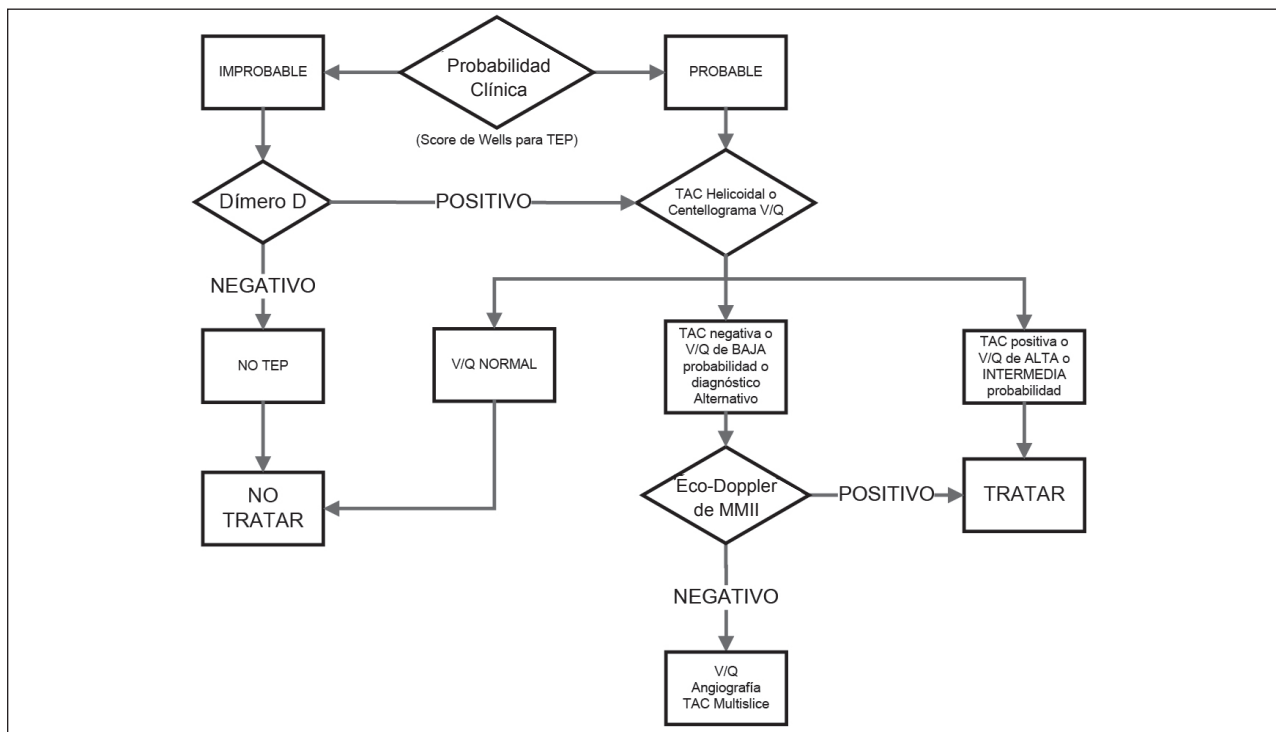 IMPROBABLE
Probabilidad
Clínica
PROBABLE
(Score de Wells para TEP)
Dímero D
POSITIVO
TAC Helicoidal o
Centellograma V/Q
NEGATIVO
NO TEP
V/Q NORMAL
TAC negativa o
V/Q de BAJA
probabilidad o
diagnóstico
Alternativo
TAC positiva o
V/Q de ALTA o
INTERMEDIA
probabilidad
NO
TRATAR
Eco-Doppler
de MMII
POSITIVO
TRATAR
NEGATIVO
V/Q
Angiografía
TAC Multislice